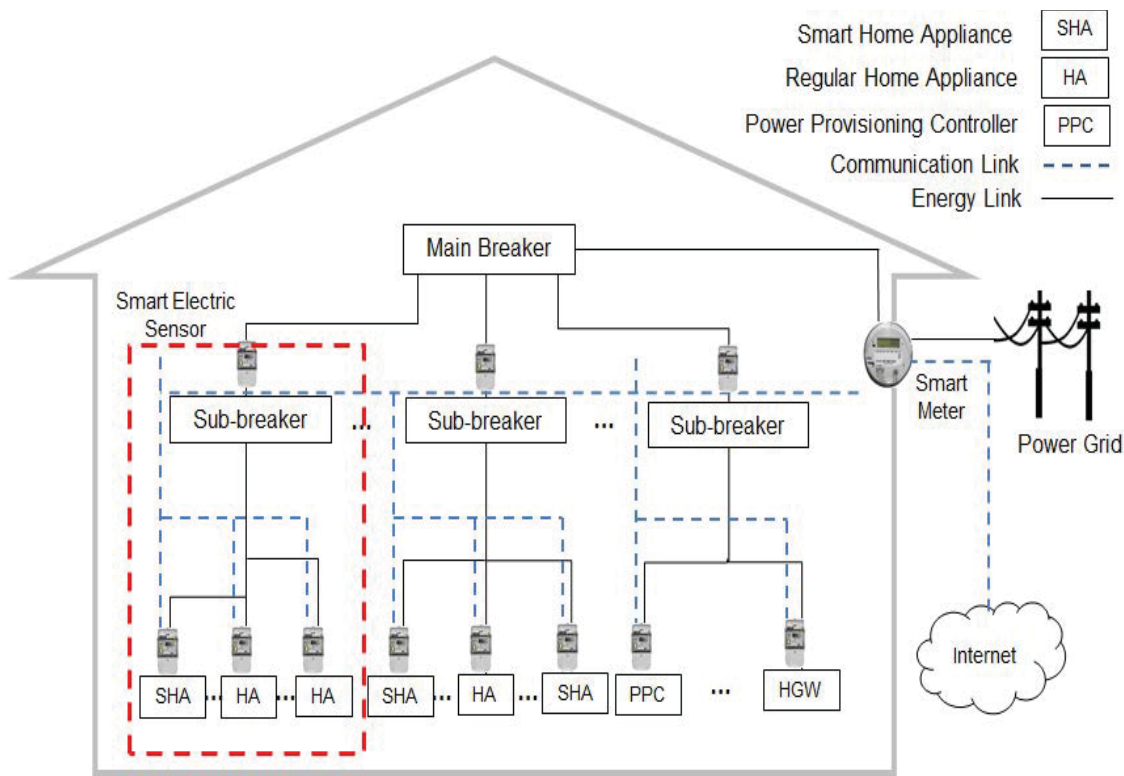 Smart Home Appliance SHA
Regular Home Appliance HA
Power Provisioning Controller PPC
Communication Link
Energy Link
Main Breaker
Smart Electric
Sensor
Smart
Meter
Power Grid
Sub-breaker ... Sub-breaker ... Sub-breaker
Internet
SHA ... HA ... HA SHA ... HA ... SHA PPC ... HGW